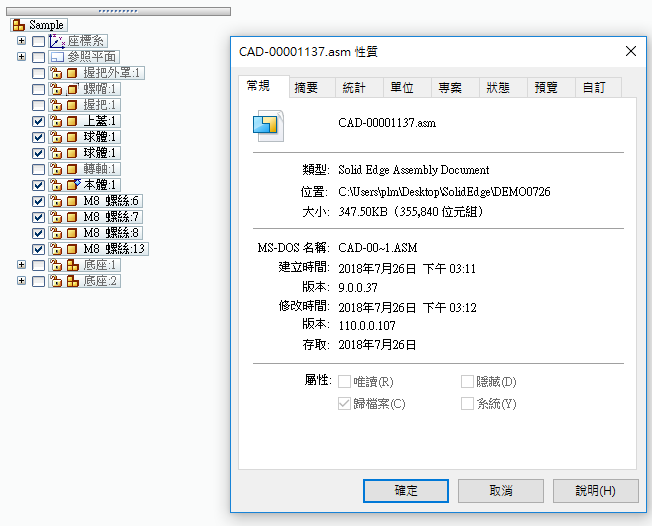 Sample
座標系
參照平面
握把外罩:1
螺帽:1
握把:1
上蓋:1
球體:1
球體:1
轉軸:1
本體:1
M8 螺絲:6
M8 螺絲:7
M8 螺絲:8
M8 螺絲:13
底座:1
底座:2
CAD-00001137.asm 性質
常規 摘要 統計 單位 專案 狀態 預覽 自訂
CAD-00001137.asm
類型: Solid Edge Assembly Document
位置: C:\Users\plm\Desktop\SolidEdge\DEMO0726
大小: 347.50KB (355,840 位元組)
MS-DOS 名稱: CAD-00~1.ASM
建立時間: 2018年7月26日 下午 03:11
版本: 9.0.0.37
修改時間: 2018年7月26日 下午 03:12
版本: 110.0.0.107
存取: 2018年7月26日
屬性: 唯讀(R) 隱藏(D)
歸檔案(C) 系統(Y)
確定 取消 說明(H)